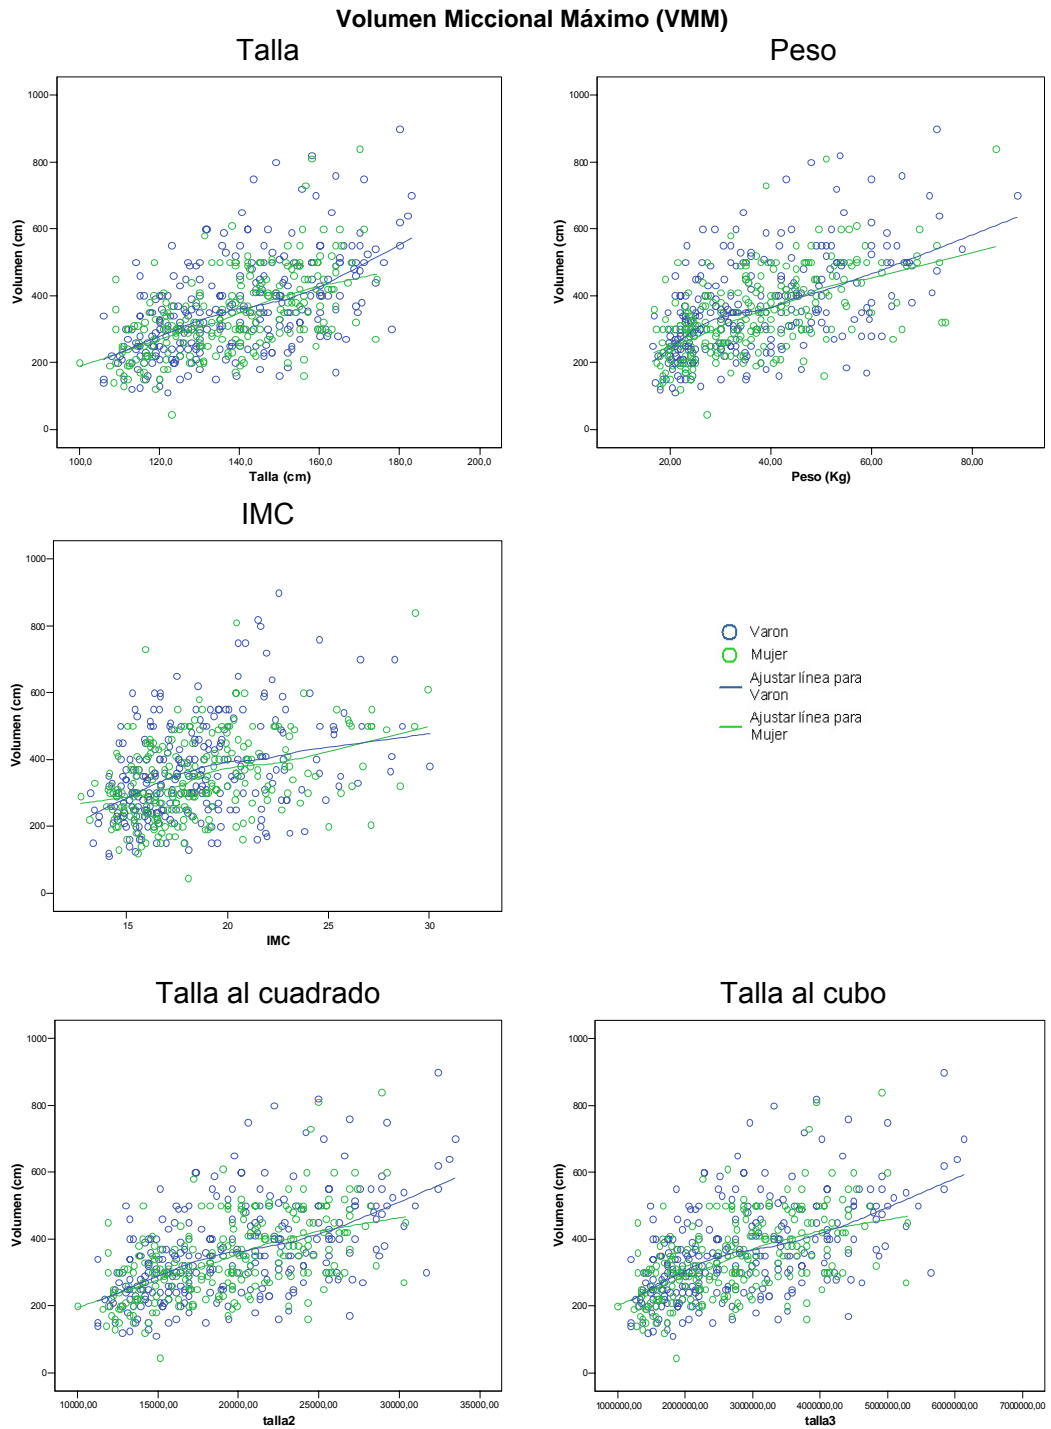 Volumen Miccional Máximo (VMM)
Talla
Peso
1000
800
600
400
200
0
Volumen (cm)
100,0 120,0 140,0 160,0 180,0 200,0
Talla (cm)
1000
800
600
400
200
0
Volumen (cm)
20,00 40,00 60,00 80,00
Peso (Kg)
IMC
1000
800
600
400
200
0
Volumen (cm)
15 20 25 30
IMC
Varon
Mujer
Ajustar línea para
Varon
Ajustar línea para
Mujer
Talla al cuadrado
Talla al cubo
1000
800
600
400
200
0
Volumen (cm)
10000,00 15000,00 20000,00 25000,00 30000,00 35000,00
talla2
1000
800
600
400
200
0
Volumen (cm)
1000000,00 2000000,00 3000000,00 4000000,00 5000000,00 6000000,00 7000000,00
talla3